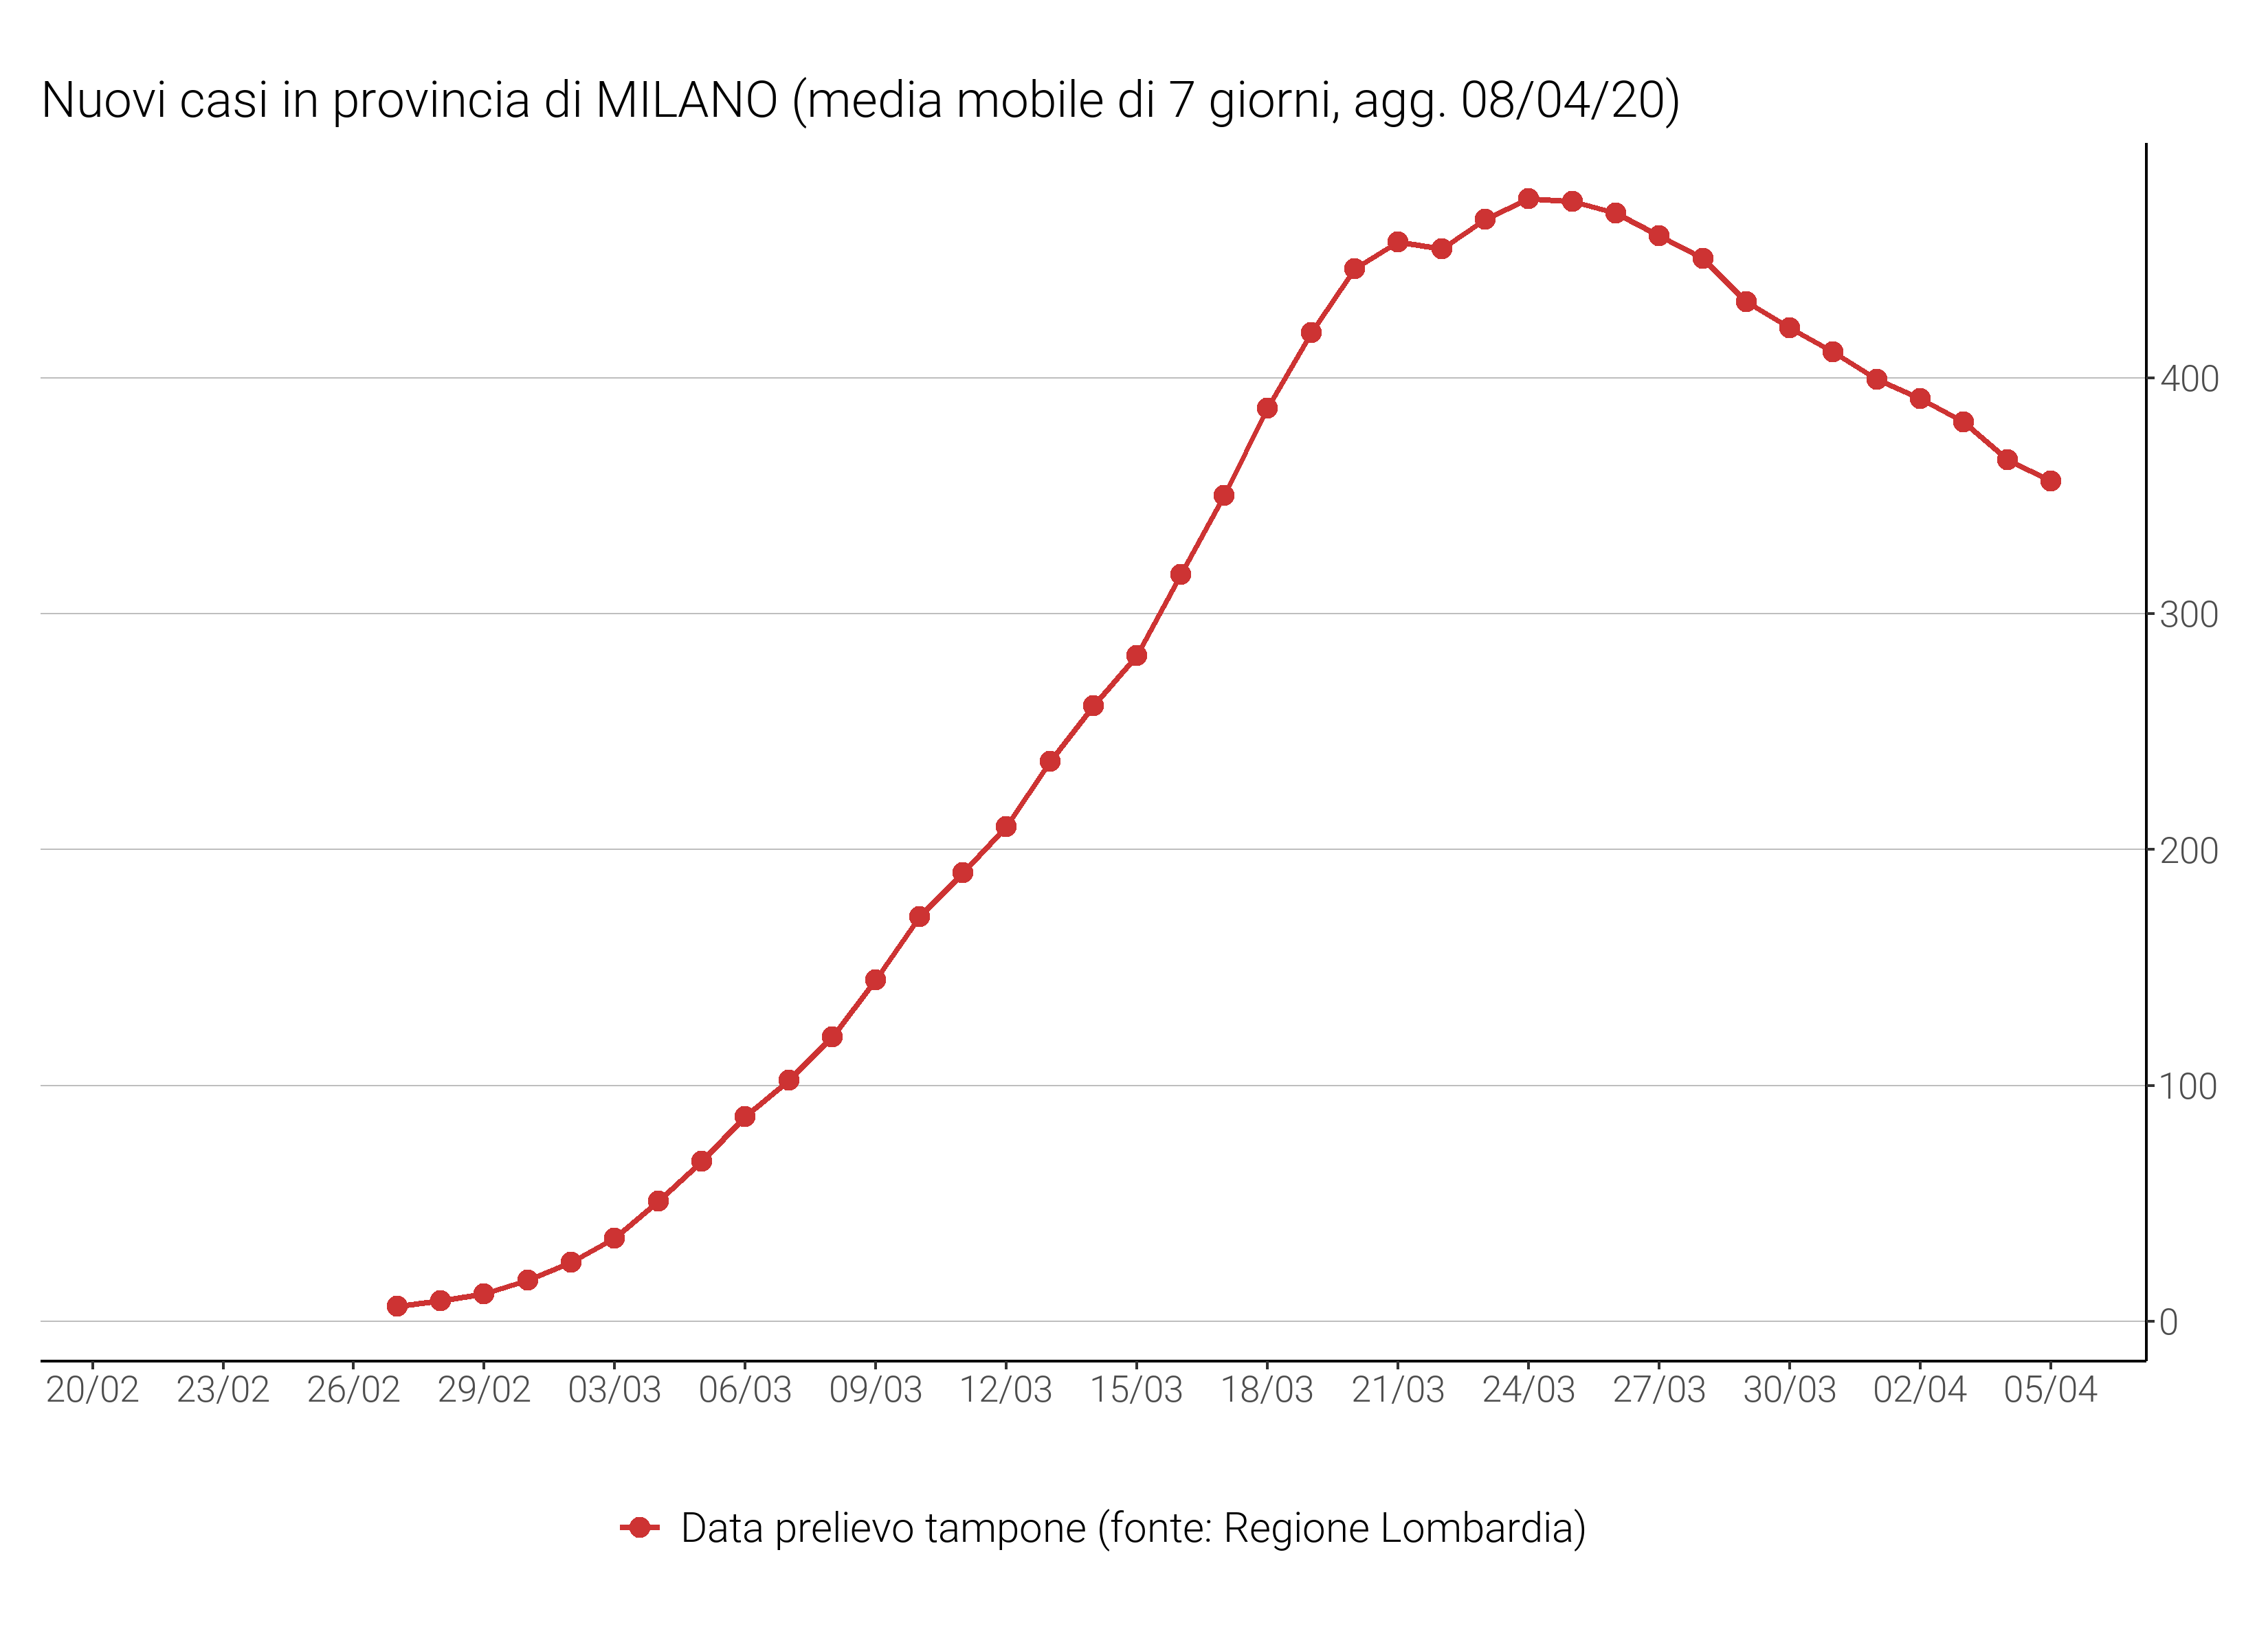 Nuovi casi in provincia di MILANO (media mobile di 7 giorni, agg. 08/04/20)
400
300
200
100
0
20/02 23/02 26/02 29/02 03/03 06/03 09/03 12/03 15/03 18/03 21/03 24/03 27/03 30/03 02/04 05/04
Data prelievo tampone (fonte: Regione Lombardia)